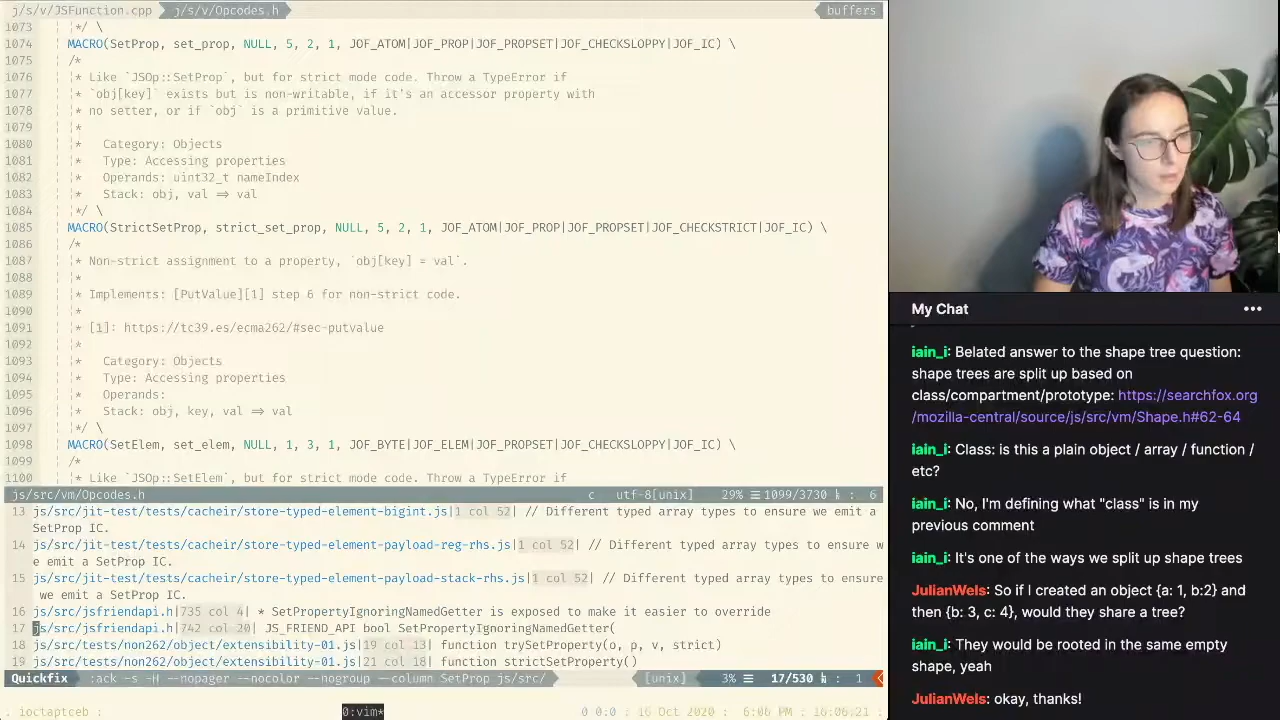 j/s/v/JSFunction.cpp j/s/v/Opcodes.h buffers
1073 ¦*/ \
1074 MACRO(SetProp, set_prop, NULL, 5, 2, 1, JOF_ATOM|JOF_PROP|JOF_PROPSET|JOF_CHECKSLOPPY|JOF_IC) \
1075 /*
1076 ¦* Like `JSOp::SetProp`, but for strict mode code. Throw a TypeError if
1077 ¦* `obj[key]` exists but is non-writable, if it's an accessor property with
1078 ¦* no setter, or if `obj` is a primitive value.
1079 ¦*
1080 ¦*   Category: Objects
1081 ¦*   Type: Accessing properties
1082 ¦*   Operands: uint32_t nameIndex
1083 ¦*   Stack: obj, val => val
1084 ¦*/ \
1085 MACRO(StrictSetProp, strict_set_prop, NULL, 5, 2, 1, JOF_ATOM|JOF_PROP|JOF_PROPSET|JOF_CHECKSTRICT|JOF_IC) \
1086 /*
1087 ¦* Non-strict assignment to a property, `obj[key] = val`.
1088 ¦*
1089 ¦* Implements: [PutValue][1] step 6 for non-strict code.
1090 ¦*
1091 ¦* [1]: https://tc39.es/ecma262/#sec-putvalue
1092 ¦*
1093 ¦*   Category: Objects
1094 ¦*   Type: Accessing properties
1095 ¦*   Operands:
1096 ¦*   Stack: obj, key, val => val
1097 ¦*/ \
1098 MACRO(SetElem, set_elem, NULL, 1, 3, 1, JOF_BYTE|JOF_ELEM|JOF_PROPSET|JOF_CHECKSLOPPY|JOF_IC) \
1099 /*
1100 ¦* Like `JSOp::SetElem`, but for strict mode code. Throw a TypeError if
js/src/vm/Opcodes.h c utf-8[unix] 29% ☰ 1099/3730 : 6
13 js/src/jit-test/tests/cacheir/store-typed-element-bigint.js|1 col 52| // Different typed array types to ensure we emit a
SetProp IC.
14 js/src/jit-test/tests/cacheir/store-typed-element-payload-reg-rhs.js|1 col 52| // Different typed array types to ensure w
e emit a SetProp IC.
15 js/src/jit-test/tests/cacheir/store-typed-element-payload-stack-rhs.js|1 col 52| // Different typed array types to ensure
we emit a SetProp IC.
16 js/src/jsfriendapi.h|735 col 4| * SetPropertyIgnoringNamedGetter is exposed to make it easier to override
17 js/src/jsfriendapi.h|742 col 20| JS_FRIEND_API bool SetPropertyIgnoringNamedGetter(
18 js/src/tests/non262/object/extensibility-01.js|19 col 13| function trySetProperty(o, p, v, strict)
19 js/src/tests/non262/object/extensibility-01.js|21 col 18| function strictSetProperty()
Quickfix :ack -s -H --nopager --nocolor --nogroup --column SetProp js/src/ [unix] 3% ☰ 17/530 : 1
: ioctaptceb : 0:vim* 0:0:0 : 16 Oct 2020 : 6:06 PM : 16:06:21 :
My Chat
iain_i: Belated answer to the shape tree question:
shape trees are split up based on
class/compartment/prototype: https://searchfox.org
/mozilla-central/source/js/src/vm/Shape.h#62-64
iain_i: Class: is this a plain object / array / function /
etc?
iain_i: No, I'm defining what "class" is in my
previous comment
iain_i: It's one of the ways we split up shape trees
JulianWels: So if I created an object {a: 1, b:2} and
then {b: 3, c: 4}, would they share a tree?
iain_i: They would be rooted in the same empty
shape, yeah
JulianWels: okay, thanks!